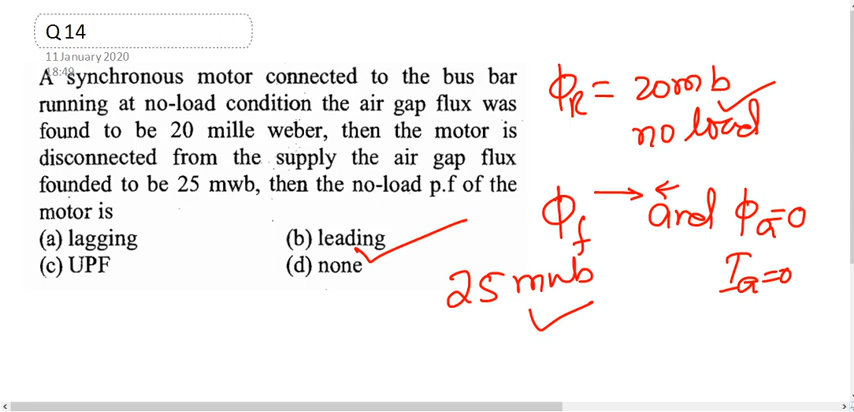 Q14
11 January 2020
18:49
A synchronous motor connected to the bus bar
running at no-load condition the air gap flux was
found to be 20 mille weber, then the motor is
disconnected from the supply the air gap flux
founded to be 25 mwb, then the no-load p.f of the
motor is
(a) lagging (b) leading
(c) UPF (d) none
ϕR = 20m b
no load
ϕf → ← and ϕa=0
25 mwb
Ia=0